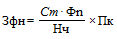 Зфн = Ст · Фп / Нч × Пк